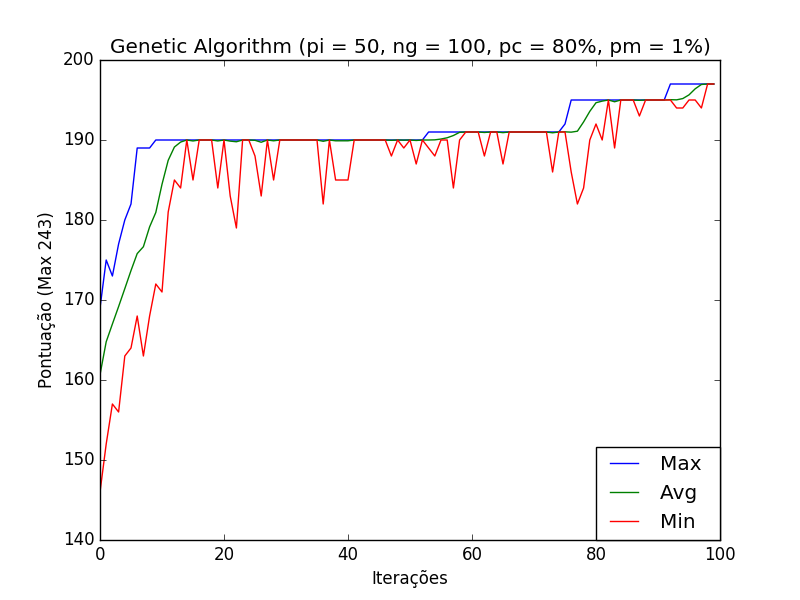 Genetic Algorithm (pi = 50, ng = 100, pc = 80%, pm = 1%)
200
190
180
170
160
150
140
Pontuação (Max 243)
0 20 40 60 80 100
Iterações
Max
Avg
Min